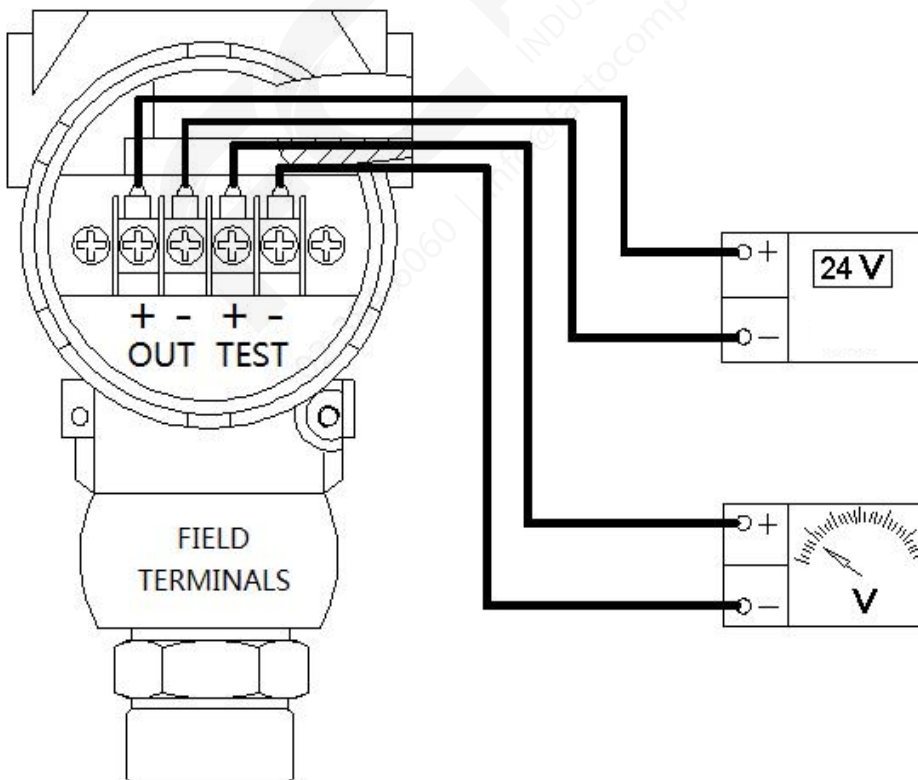 + - + -
OUT TEST
FIELD
TERMINALS
+
24 V
-
+
-
V